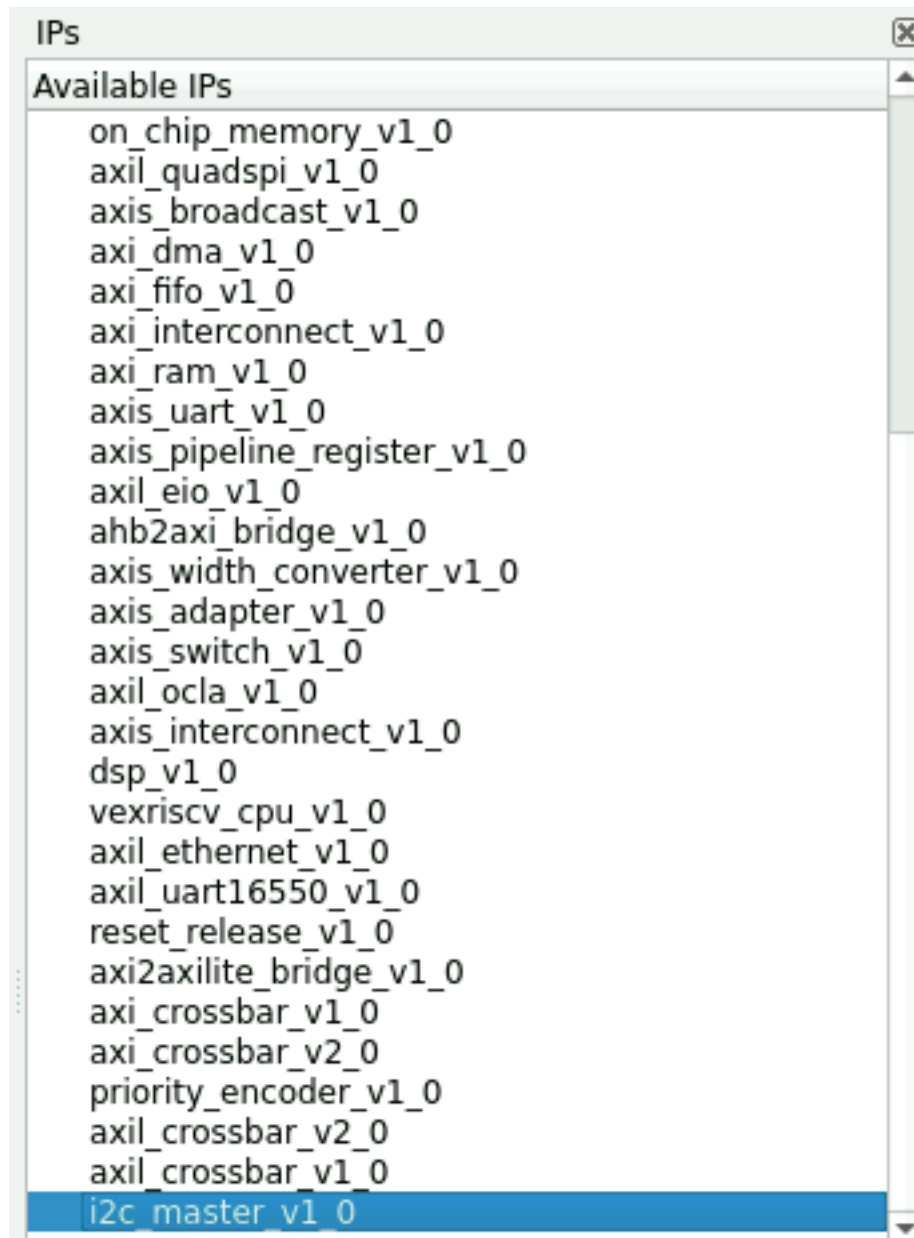 IPs
Available IPs
on_chip_memory_v1_0
axil_quadspi_v1_0
axis_broadcast_v1_0
axi_dma_v1_0
axi_fifo_v1_0
axi_interconnect_v1_0
axi_ram_v1_0
axis_uart_v1_0
axis_pipeline_register_v1_0
axil_eio_v1_0
ahb2axi_bridge_v1_0
axis_width_converter_v1_0
axis_adapter_v1_0
axis_switch_v1_0
axil_ocla_v1_0
axis_interconnect_v1_0
dsp_v1_0
vexriscv_cpu_v1_0
axil_ethernet_v1_0
axil_uart16550_v1_0
reset_release_v1_0
axi2axilite_bridge_v1_0
axi_crossbar_v1_0
axi_crossbar_v2_0
priority_encoder_v1_0
axil_crossbar_v2_0
axil_crossbar_v1_0
i2c_master_v1_0